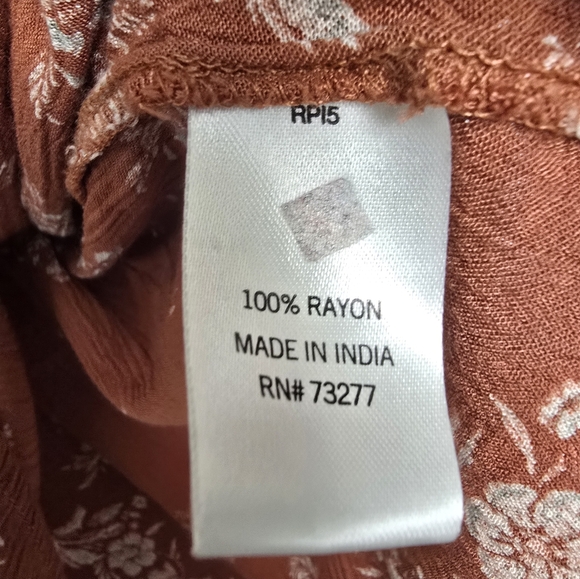 RPI5
100% RAYON
MADE IN INDIA
RN# 73277